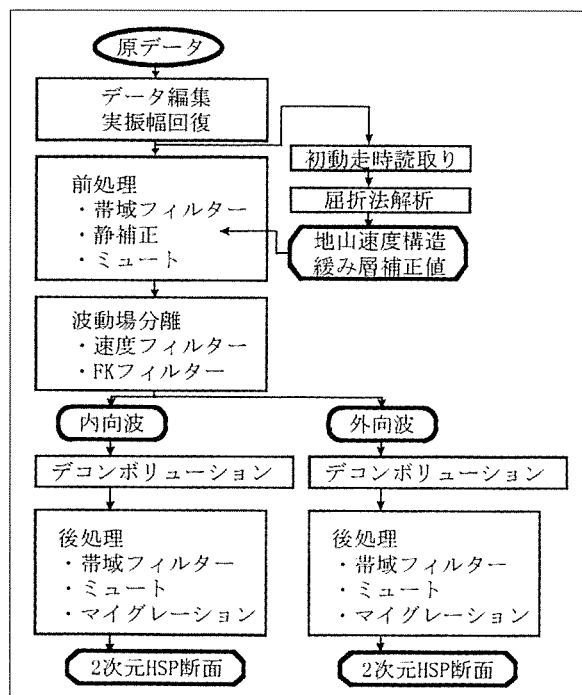 原データ
データ編集
実振幅回復
初動走時読取り
屈折法解析
地山速度構造
緩み層補正値
前処理
・帯域フィルター
・静補正
・ミュート
波動場分離
・速度フィルター
・FKフィルター
内向波
デコンボリューション
後処理
・帯域フィルター
・ミュート
・マイグレーション
2次元HSP断面
外向波
デコンボリューション
後処理
・帯域フィルター
・ミュート
・マイグレーション
2次元HSP断面